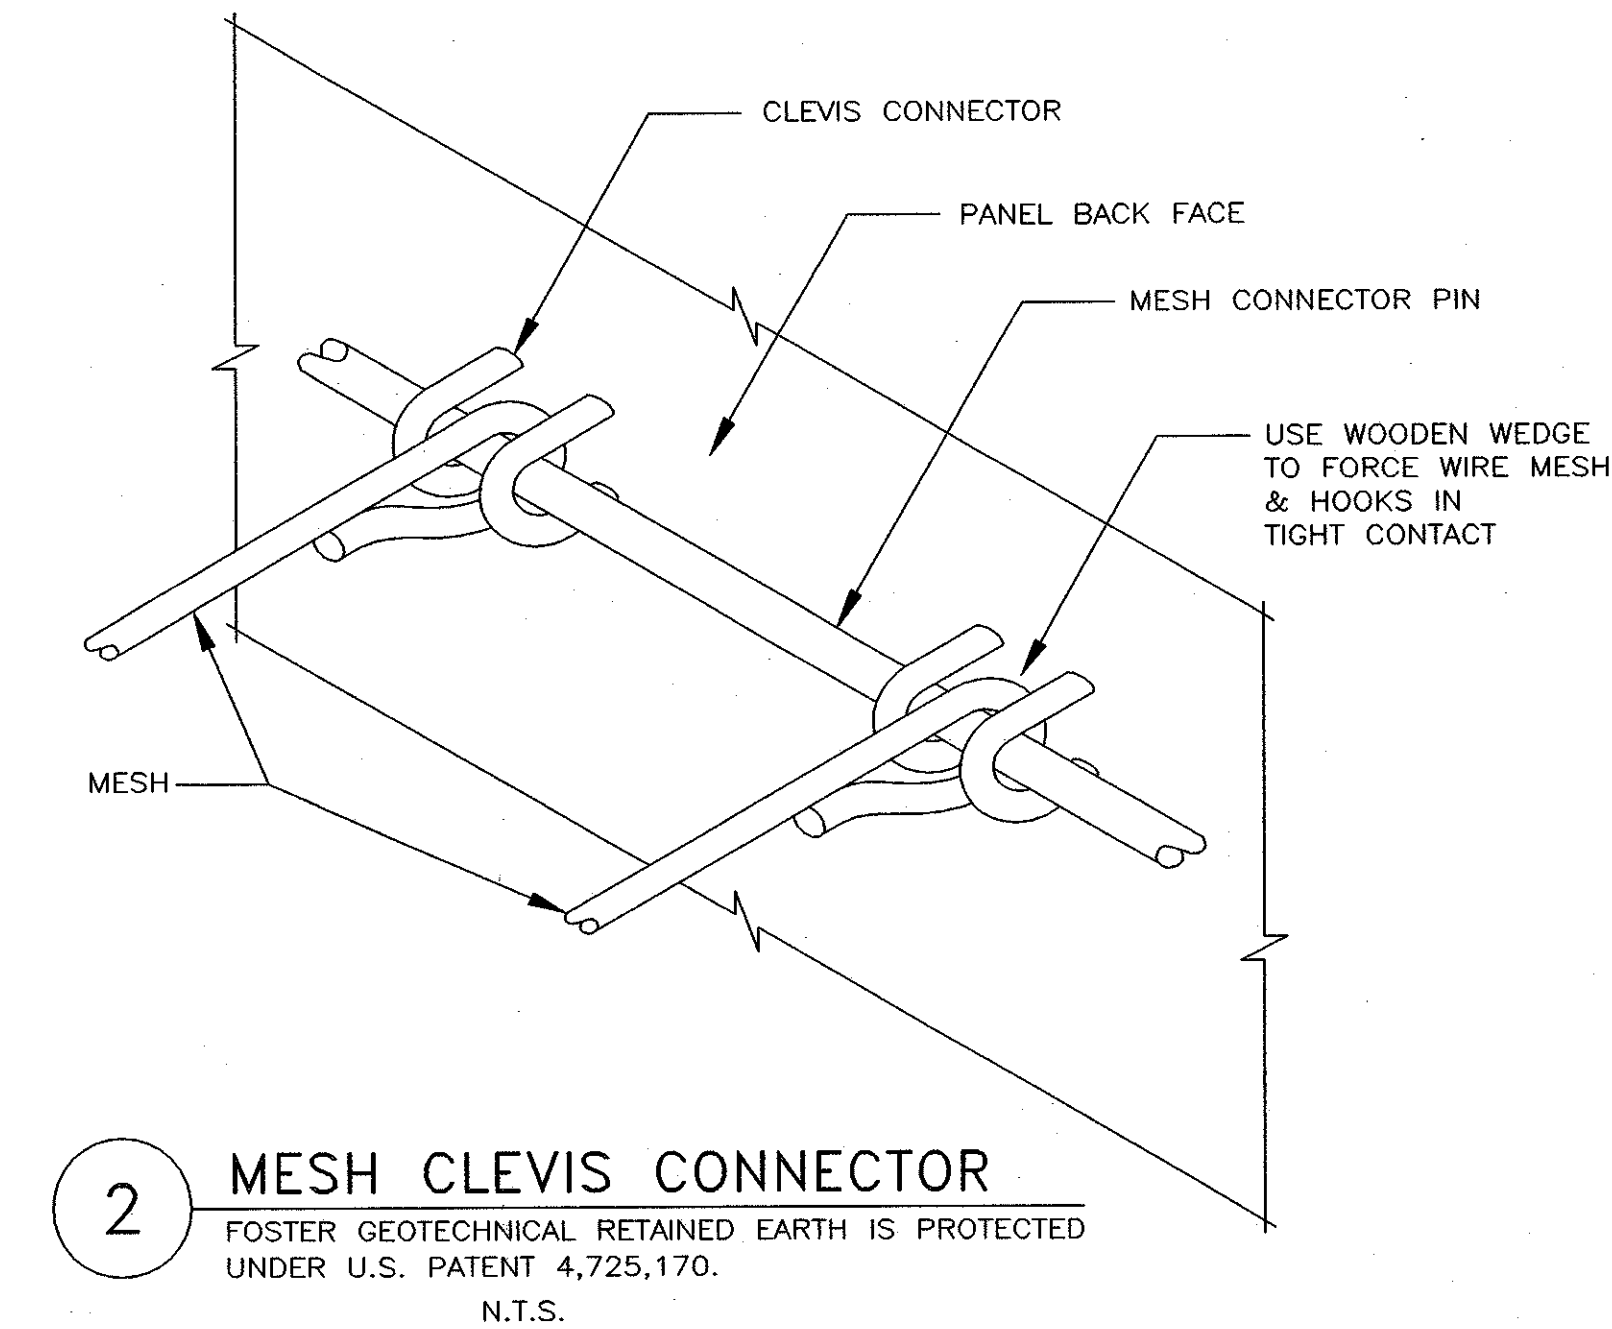 CLEVIS CONNECTOR
PANEL BACK FACE
MESH CONNECTOR PIN
USE WOODEN WEDGE
TO FORCE WIRE MESH
& HOOKS IN
TIGHT CONTACT
MESH
2
MESH CLEVIS CONNECTOR
FOSTER GEOTECHNICAL RETAINED EARTH IS PROTECTED
UNDER U.S. PATENT 4,725,170.
N.T.S.